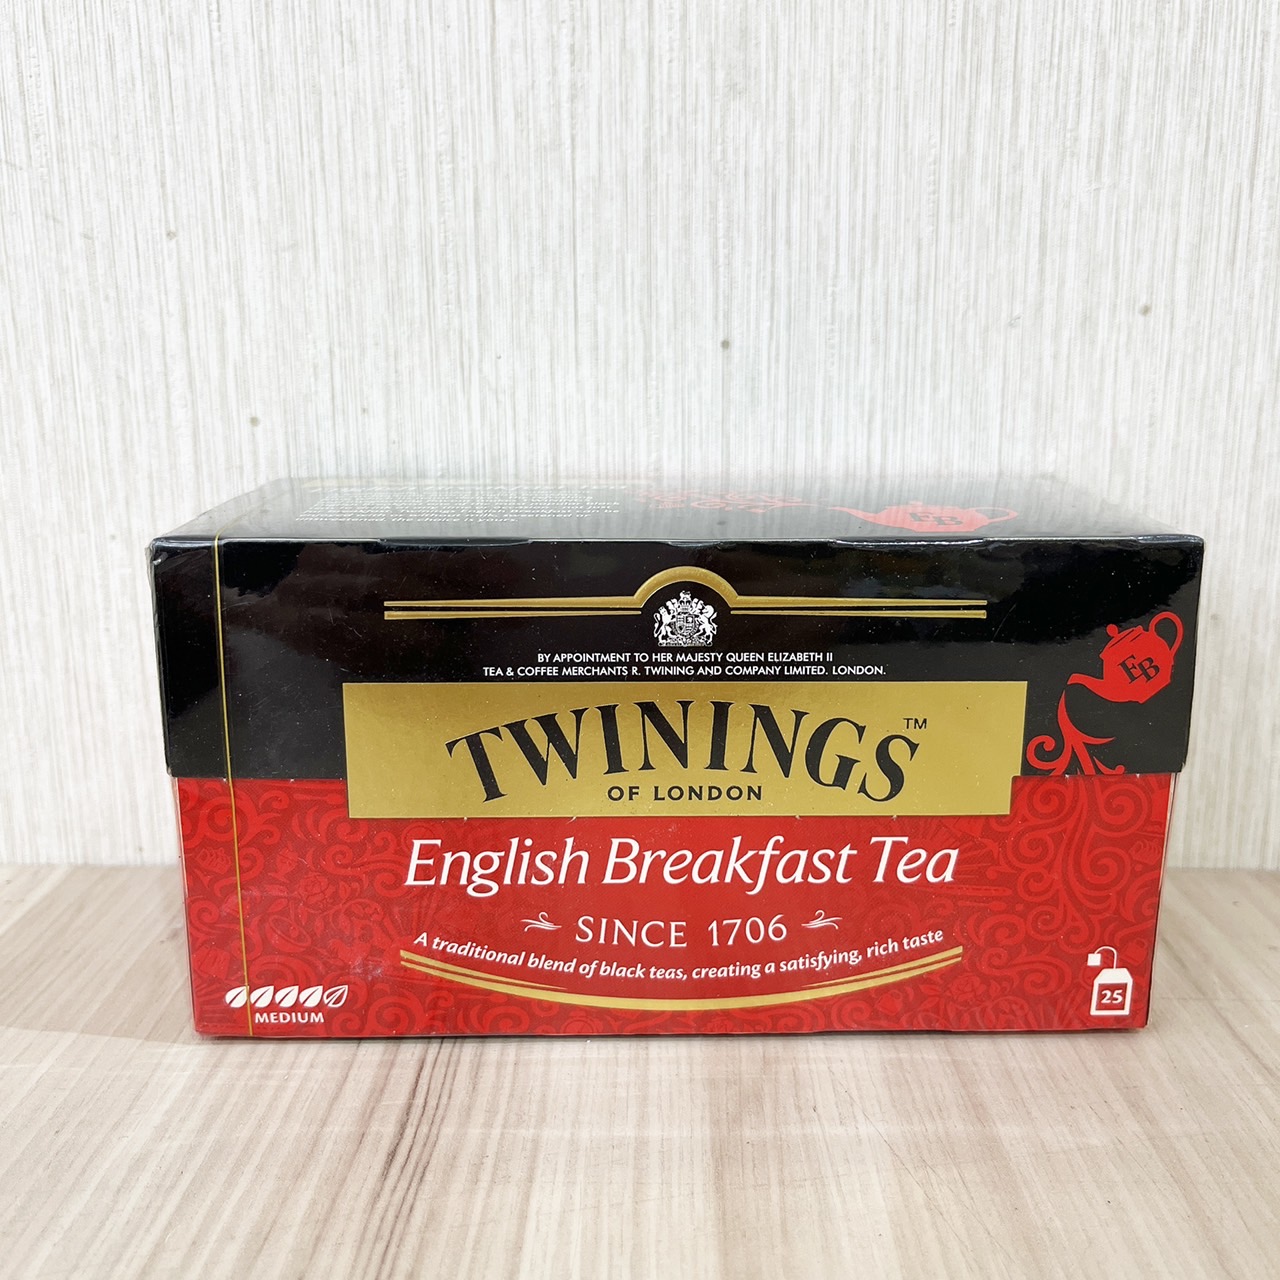 EB
EB
BY APPOINTMENT TO HER MAJESTY QUEEN ELIZABETH II
TEA & COFFEE MERCHANTS R. TWINING AND COMPANY LIMITED. LONDON.
TWININGS™
OF LONDON
English Breakfast Tea
SINCE 1706
A traditional blend of black teas, creating a satisfying, rich taste
MEDIUM
25